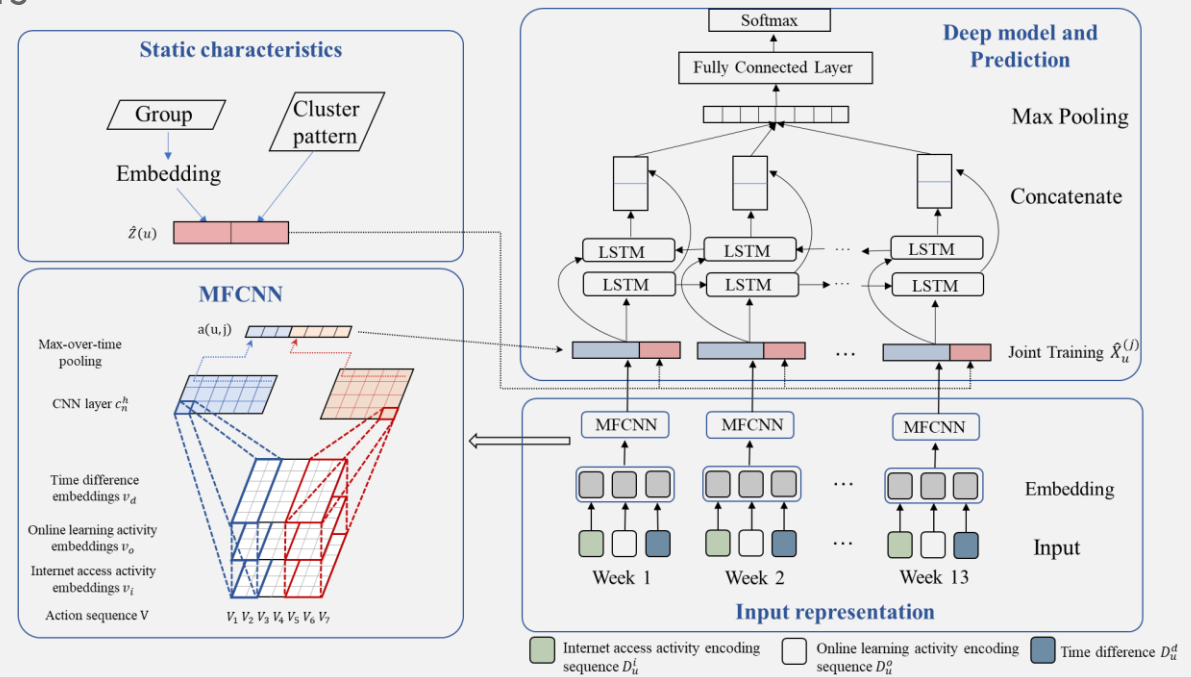 Static characteristics
Group
Cluster
pattern
Embedding
ẑ(u)
MFCNN
a(u,j)
Max-over-time
pooling
CNN layer c_n^h
Time difference
embeddings v_d
Online learning activity
embeddings v_o
Internet access activity
embeddings v_i
Action sequence V
V₁ V₂ V₃ V₄ V₅ V₆ V₇
Deep model and
Prediction
Softmax
Fully Connected Layer
Max Pooling
Concatenate
LSTM LSTM ... LSTM
LSTM LSTM ... LSTM
... Joint Training X̂_u^(j)
MFCNN MFCNN MFCNN
... Embedding
... Input
Week 1 Week 2 Week 13
Input representation
Internet access activity encoding
sequence D_u^i
Online learning activity encoding
sequence D_u^o
Time difference D_u^d